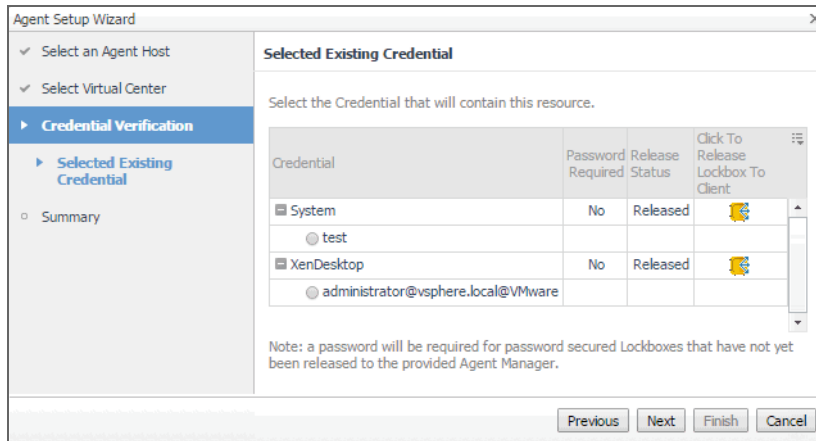 Agent Setup Wizard
Select an Agent Host
Select Virtual Center
Credential Verification
Selected Existing
Credential
Summary
Selected Existing Credential
Select the Credential that will contain this resource.
Credential
Password
Required
Release
Status
Click To
Release
Lockbox To
Client
System No Released
test
XenDesktop No Released
administrator@vsphere.local@VMware
Note: a password will be required for password secured Lockboxes that have not yet
been released to the provided Agent Manager.
Previous Next Finish Cancel